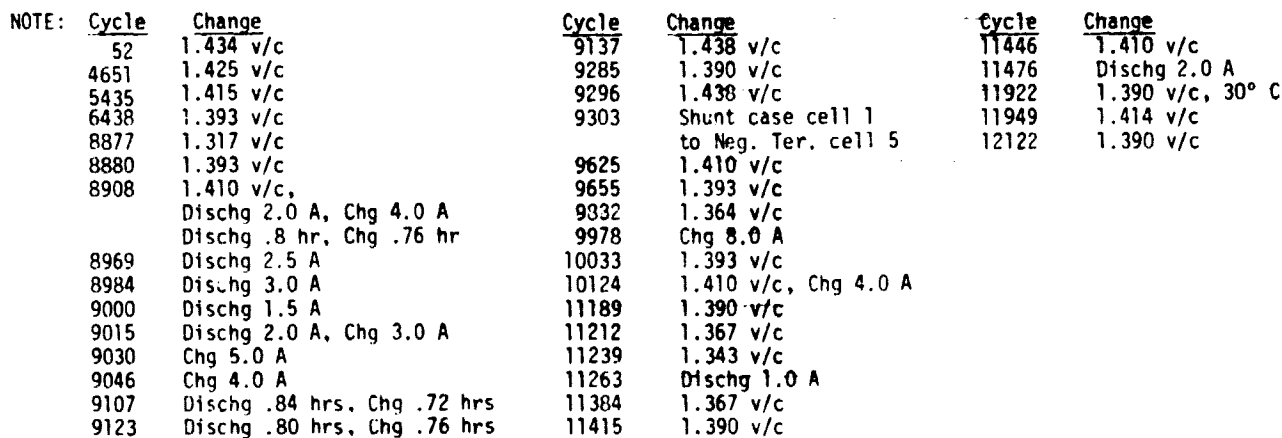 NOTE: Cycle Change
52 1.434 v/c
4651 1.425 v/c
5435 1.415 v/c
6438 1.393 v/c
8877 1.317 v/c
8880 1.393 v/c
8908 1.410 v/c,
Dischg 2.0 A, Chg 4.0 A
Dischg .8 hr, Chg .76 hr
8969 Dischg 2.5 A
8984 Dischg 3.0 A
9000 Dischg 1.5 A
9015 Dischg 2.0 A, Chg 3.0 A
9030 Chg 5.0 A
9046 Chg 4.0 A
9107 Dischg .84 hrs, Chg .72 hrs
9123 Dischg .80 hrs, Chg .76 hrs
Cycle Change
9137 1.438 v/c
9285 1.390 v/c
9296 1.438 v/c
9303 Shunt case cell 1
to Neg. Ter. cell 5
9625 1.410 v/c
9655 1.393 v/c
9832 1.364 v/c
9978 Chg 8.0 A
10033 1.393 v/c
10124 1.410 v/c, Chg 4.0 A
11189 1.390 v/c
11212 1.367 v/c
11239 1.343 v/c
11263 Dischg 1.0 A
11384 1.367 v/c
11415 1.390 v/c
Cycle Change
11446 1.410 v/c
11476 Dischg 2.0 A
11922 1.390 v/c, 30° C
11949 1.414 v/c
12122 1.390 v/c